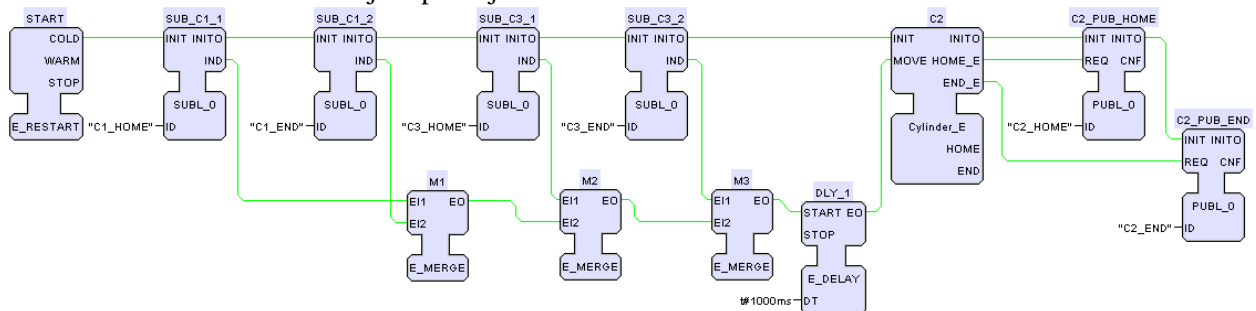 START
COLD
WARM
STOP
E_RESTART
SUB_C1_1
INIT INITO
IND
SUBL_0
"C1_HOME" ID
SUB_C1_2
INIT INITO
IND
SUBL_0
"C1_END" ID
SUB_C3_1
INIT INITO
IND
SUBL_0
"C3_HOME" ID
SUB_C3_2
INIT INITO
IND
SUBL_0
"C3_END" ID
C2
INIT INITO
MOVE HOME_E
END_E
Cylinder_E
HOME
END
C2_PUB_HOME
INIT INITO
REQ CNF
PUBL_0
"C2_HOME" ID
C2_PUB_END
INIT INITO
REQ CNF
PUBL_0
"C2_END" ID
M1
EI1 EO
EI2
E_MERGE
M2
EI1 EO
EI2
E_MERGE
M3
EI1 EO
EI2
E_MERGE
DLY_1
START EO
STOP
E_DELAY
t#1000ms DT